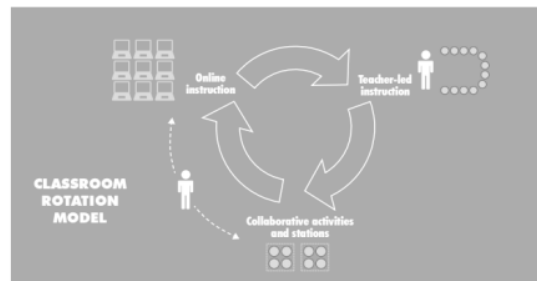 Online
instruction
Teacher-led
instruction
CLASSROOM
ROTATION
MODEL
Collaborative activities
and stations